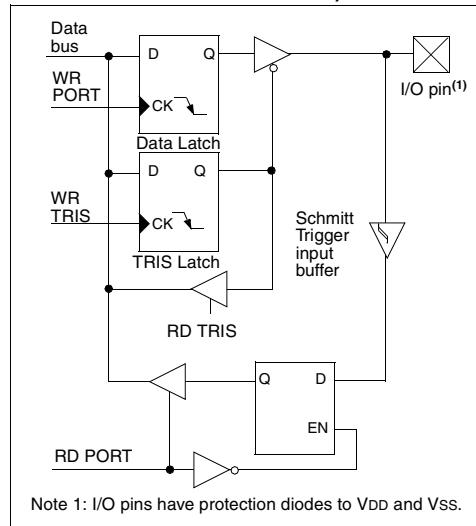 Data
bus
D
Q
WR
PORT
CK
I/O pin(1)
Data Latch
D
Q
WR
TRIS
CK
TRIS Latch
Schmitt
Trigger
input
buffer
RD TRIS
Q
D
EN
RD PORT
Note 1: I/O pins have protection diodes to VDD and VSS.